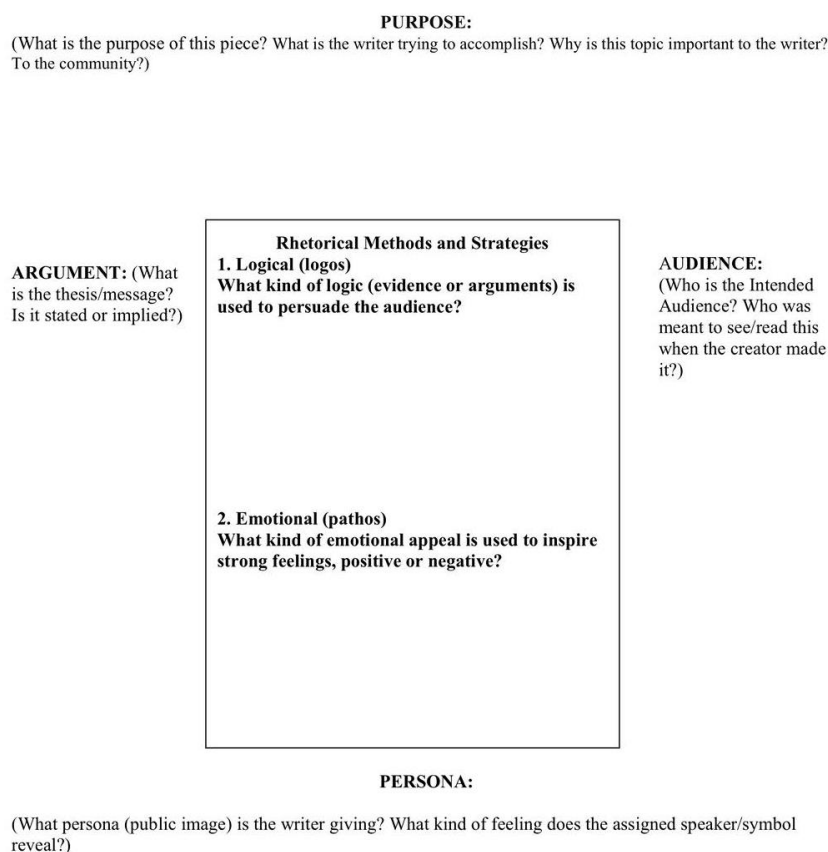 PURPOSE:
(What is the purpose of this piece? What is the writer trying to accomplish? Why is this topic important to the writer?
To the community?)
ARGUMENT: (What
is the thesis/message?
Is it stated or implied?)
Rhetorical Methods and Strategies
1. Logical (logos)
What kind of logic (evidence or arguments) is
used to persuade the audience?
2. Emotional (pathos)
What kind of emotional appeal is used to inspire
strong feelings, positive or negative?
AUDIENCE:
(Who is the Intended
Audience? Who was
meant to see/read this
when the creator made
it?)
PERSONA:
(What persona (public image) is the writer giving? What kind of feeling does the assigned speaker/symbol
reveal?)